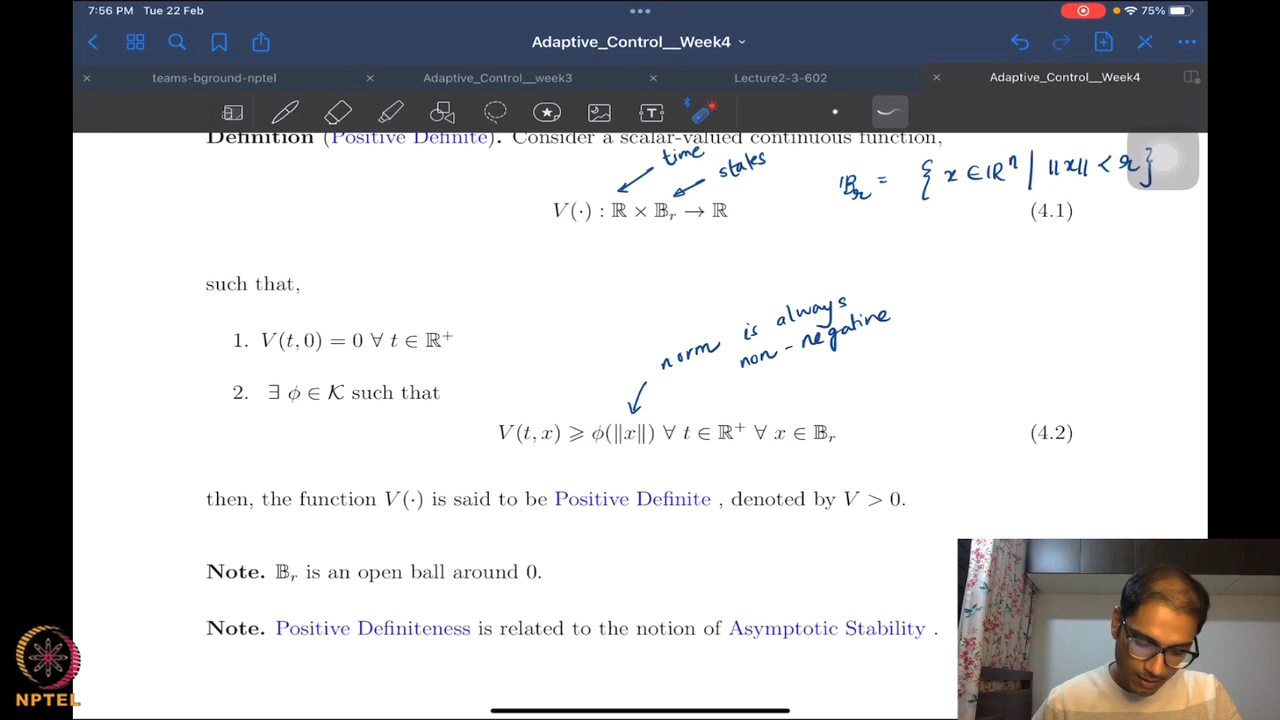 7:56 PM Tue 22 Feb
75%
Adaptive_Control__Week4
teams-bground-nptel
Adaptive_Control__week3
Lecture2-3-602
Adaptive_Control__Week4
Definition (Positive Definite). Consider a scalar-valued continuous function,
time
states
𝔹r = { x ∈ ℝⁿ | ||x|| < r }
V(·) : ℝ × 𝔹r → ℝ (4.1)
such that,
1. V(t, 0) = 0 ∀ t ∈ ℝ⁺
norm is always
non-negative
2. ∃ ϕ ∈ 𝒦 such that
V(t, x) ⩾ ϕ(‖x‖) ∀ t ∈ ℝ⁺ ∀ x ∈ 𝔹r (4.2)
then, the function V(·) is said to be Positive Definite , denoted by V > 0.
Note. 𝔹r is an open ball around 0.
Note. Positive Definiteness is related to the notion of Asymptotic Stability .
NPTEL